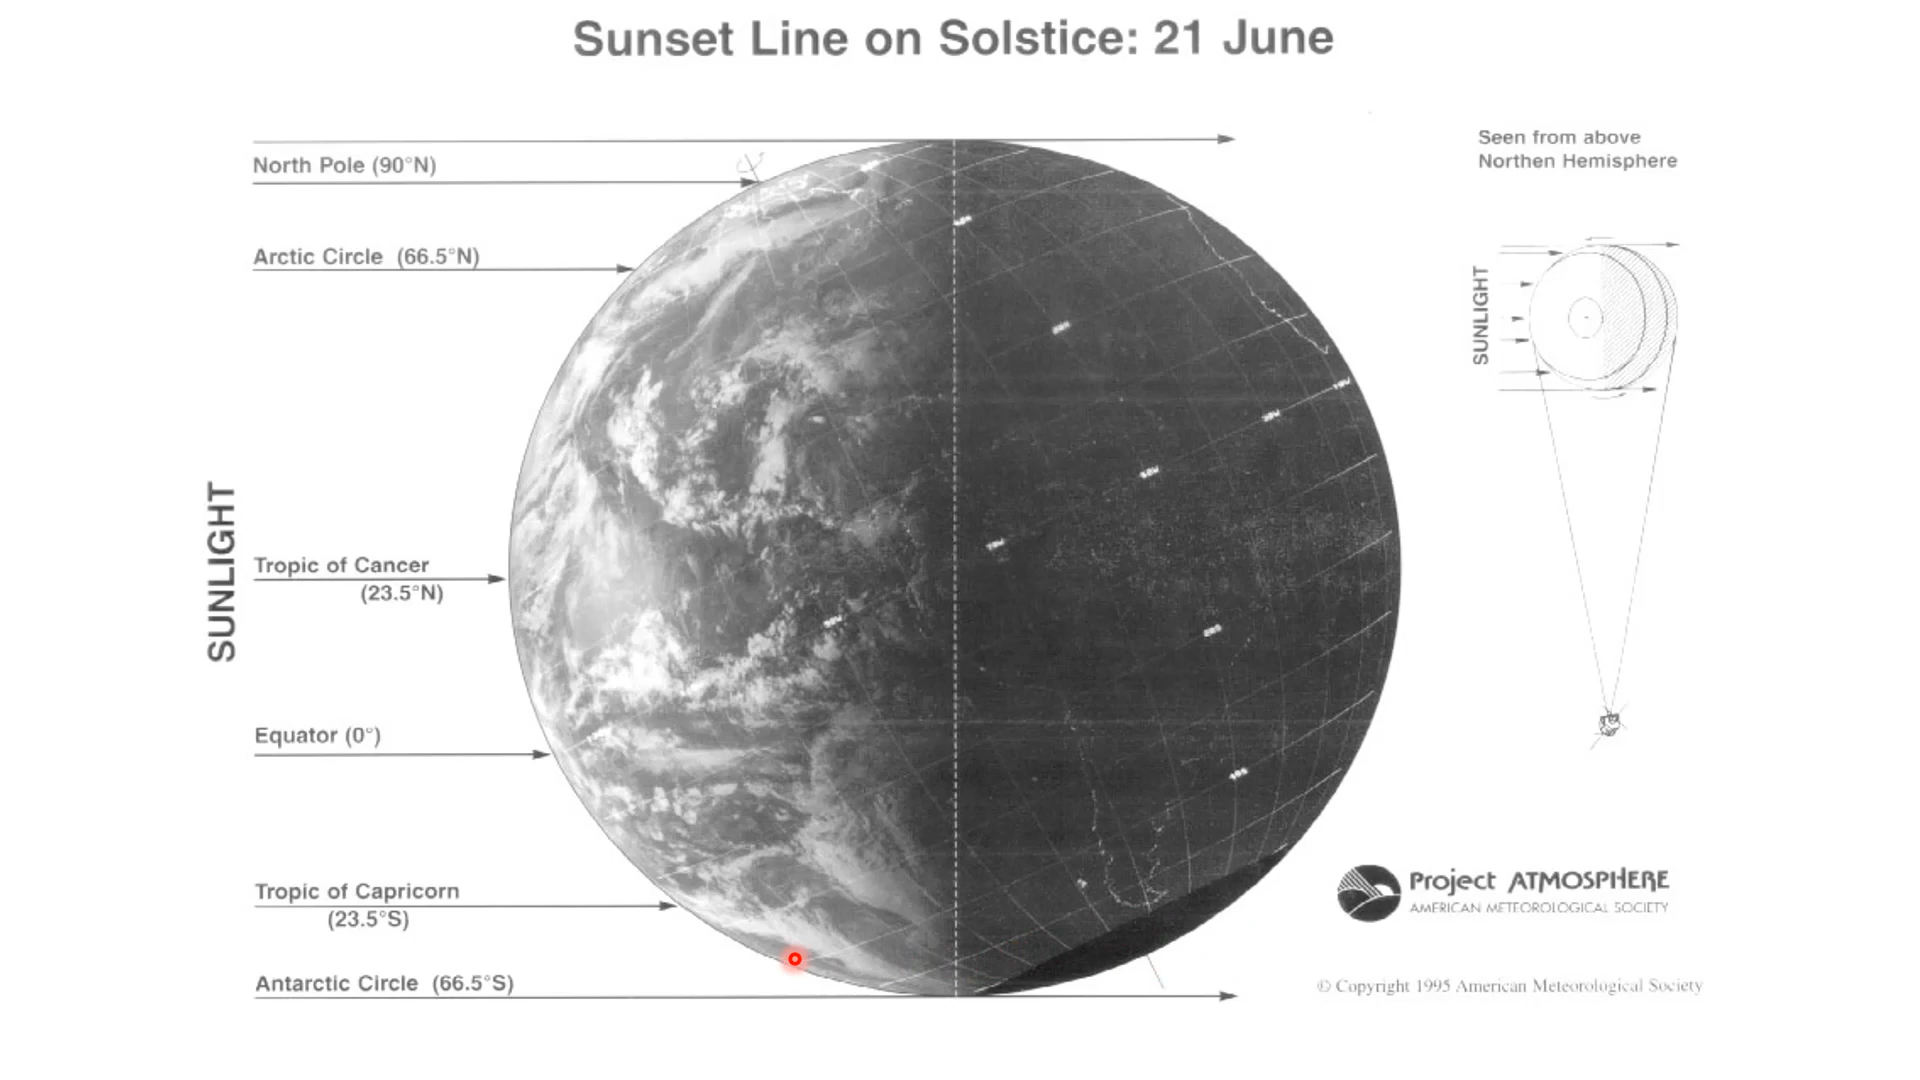 Sunset Line on Solstice: 21 June
North Pole (90°N)
Arctic Circle (66.5°N)
SUNLIGHT
Tropic of Cancer
(23.5°N)
Equator (0°)
Tropic of Capricorn
(23.5°S)
Antarctic Circle (66.5°S)
Seen from above
Northen Hemisphere
SUNLIGHT
Project ATMOSPHERE
AMERICAN METEOROLOGICAL SOCIETY
© Copyright 1995 American Meteorological Society